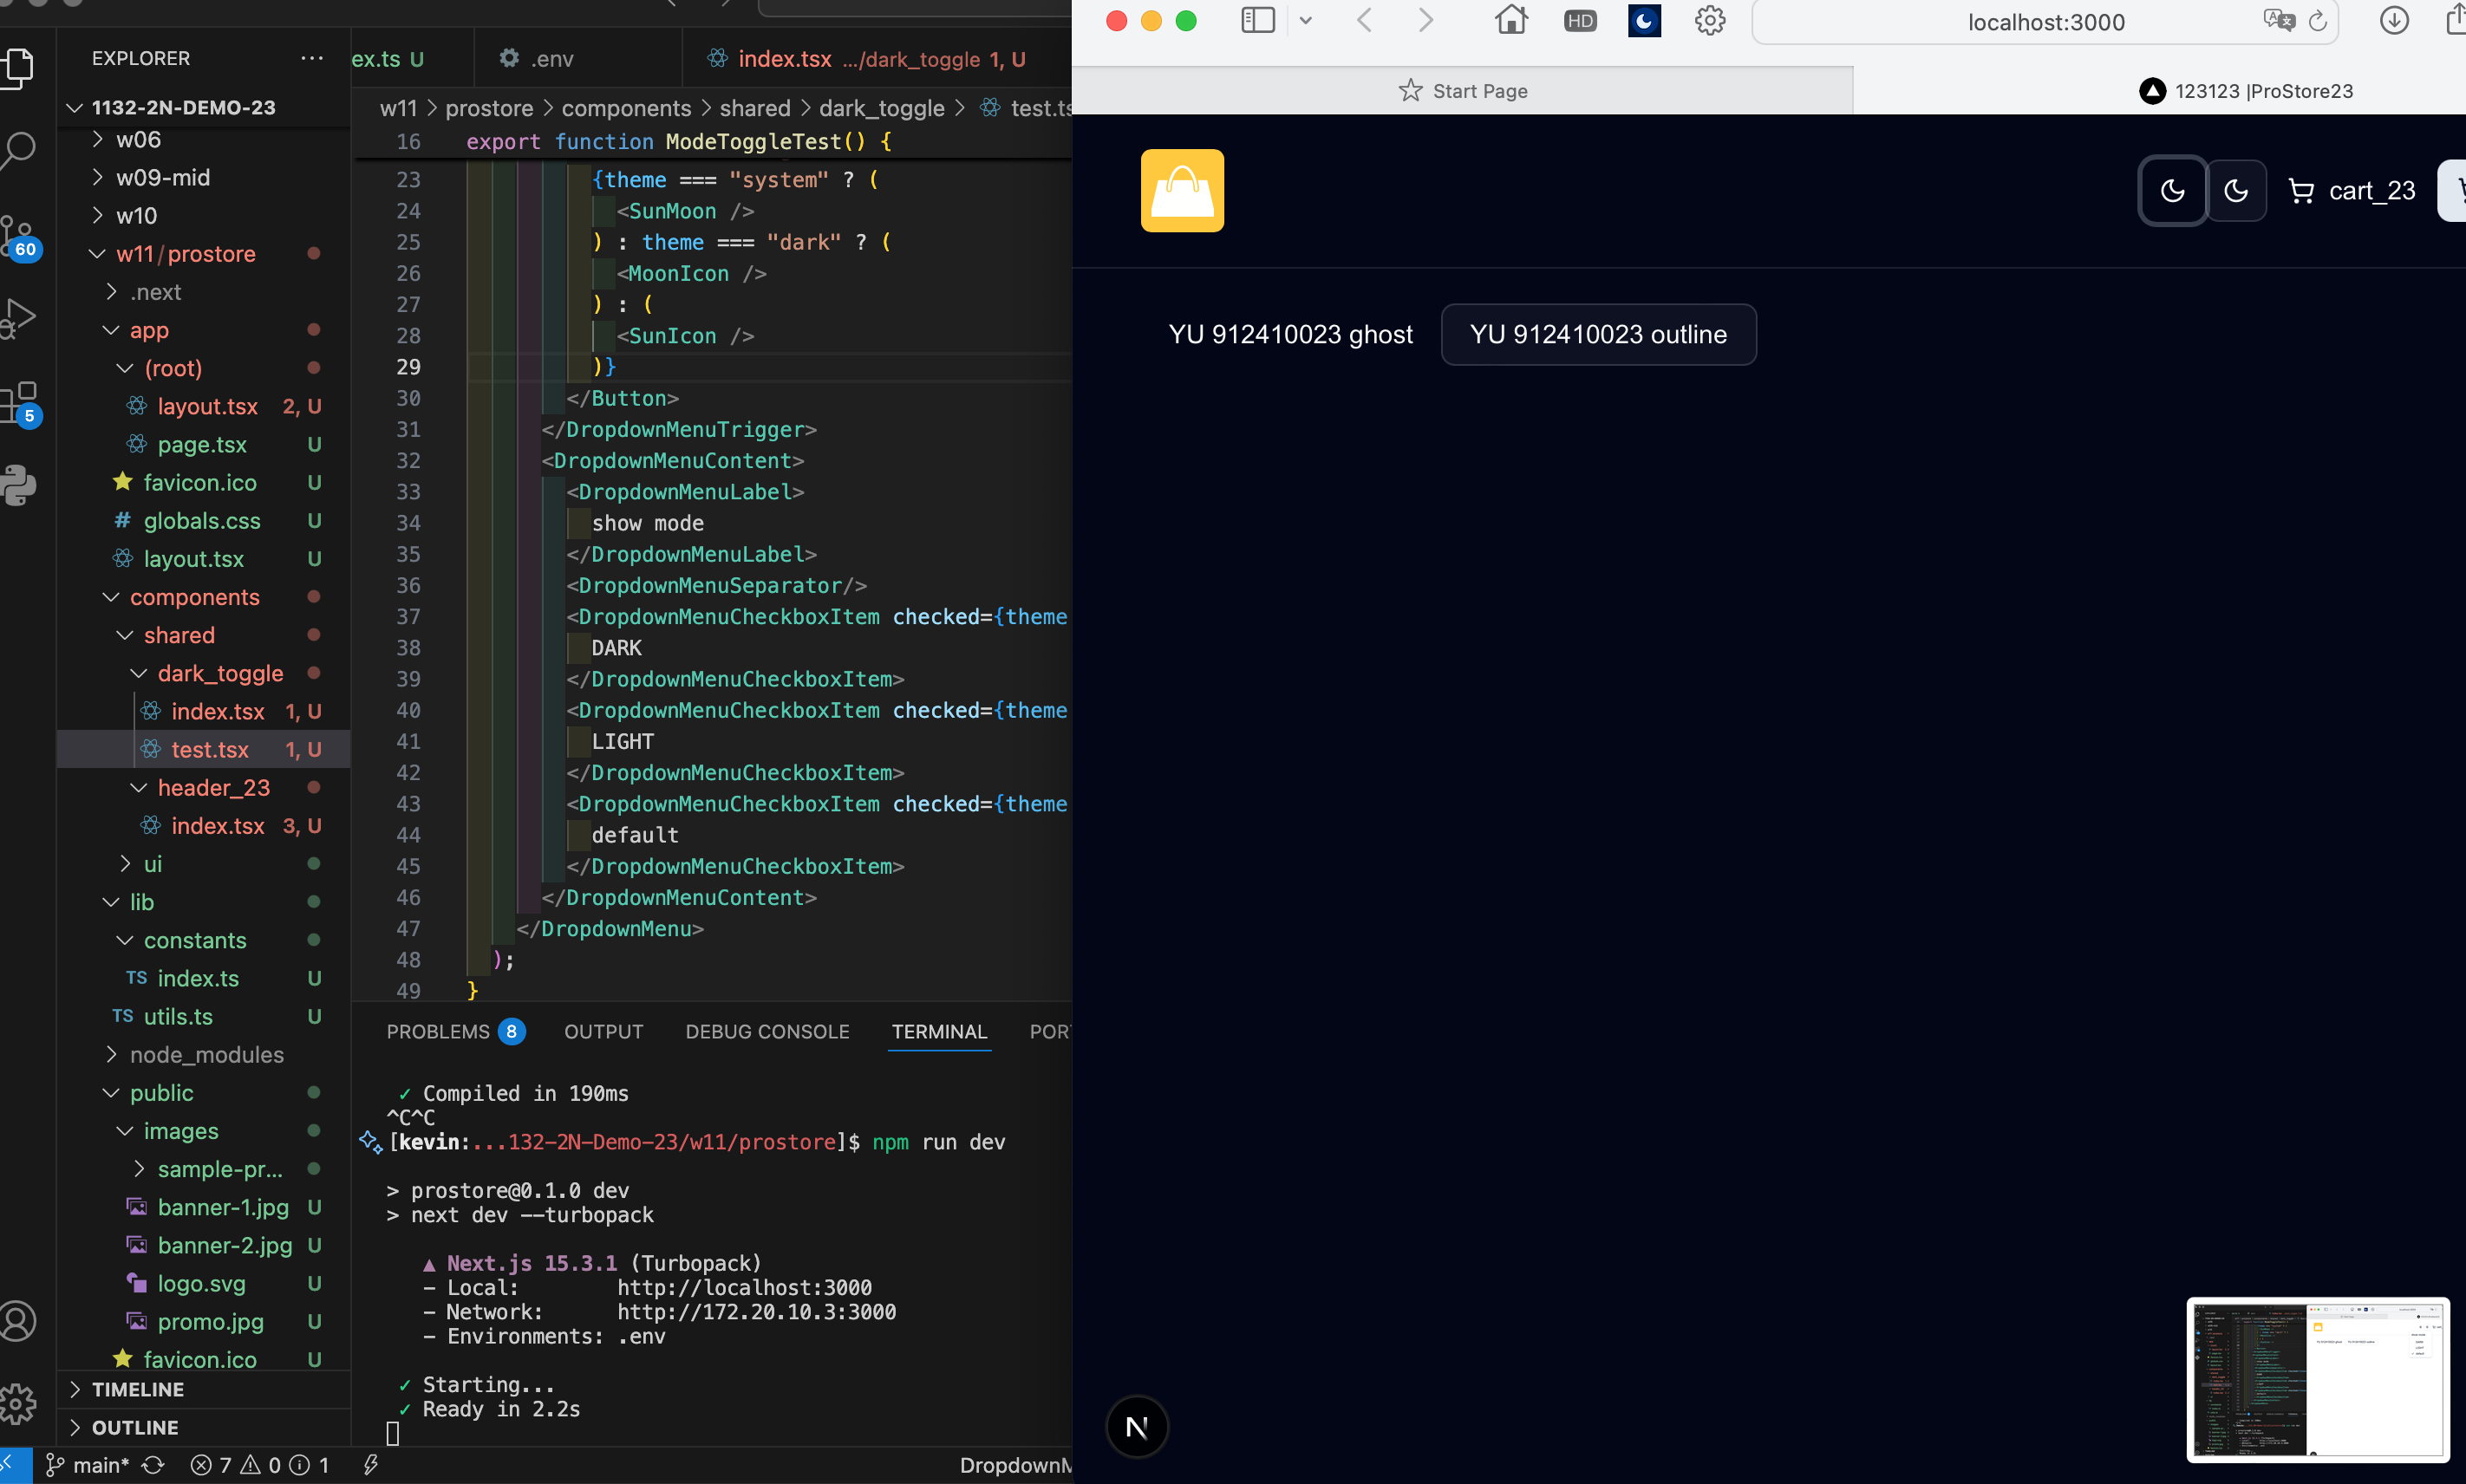 EXPLORER
1132-2N-DEMO-23
w06
w09-mid
w10
w11/prostore
.next
app
(root)
layout.tsx 2, U
page.tsx U
favicon.ico U
globals.css U
layout.tsx U
components
shared
dark_toggle
index.tsx 1, U
test.tsx 1, U
header_23
index.tsx 3, U
ui
lib
constants
TS index.ts U
TS utils.ts U
node_modules
public
images
sample-pr...
banner-1.jpg U
banner-2.jpg U
logo.svg U
promo.jpg U
favicon.ico U
TIMELINE
OUTLINE
60
5
main* 7 0 1
ex.ts U
.env
index.tsx .../dark_toggle 1, U
w11 > prostore > components > shared > dark_toggle > test.ts
16 export function ModeToggleTest() {
23 {theme === "system" ? (
24 <SunMoon />
25 ) : theme === "dark" ? (
26 <MoonIcon />
27 ) : (
28 <SunIcon />
29 )}
30 </Button>
31 </DropdownMenuTrigger>
32 <DropdownMenuContent>
33 <DropdownMenuLabel>
34 show mode
35 </DropdownMenuLabel>
36 <DropdownMenuSeparator/>
37 <DropdownMenuCheckboxItem checked={theme
38 DARK
39 </DropdownMenuCheckboxItem>
40 <DropdownMenuCheckboxItem checked={theme
41 LIGHT
42 </DropdownMenuCheckboxItem>
43 <DropdownMenuCheckboxItem checked={theme
44 default
45 </DropdownMenuCheckboxItem>
46 </DropdownMenuContent>
47 </DropdownMenu>
48 );
49 }
PROBLEMS 8 OUTPUT DEBUG CONSOLE TERMINAL POR
✓ Compiled in 190ms
^C^C
[kevin:...132-2N-Demo-23/w11/prostore]$ npm run dev
> prostore@0.1.0 dev
> next dev --turbopack
▲ Next.js 15.3.1 (Turbopack)
- Local: http://localhost:3000
- Network: http://172.20.10.3:3000
- Environments: .env
✓ Starting...
✓ Ready in 2.2s
DropdownM
HD
localhost:3000
Start Page
123123 |ProStore23
cart_23
YU 912410023 ghost
YU 912410023 outline
N